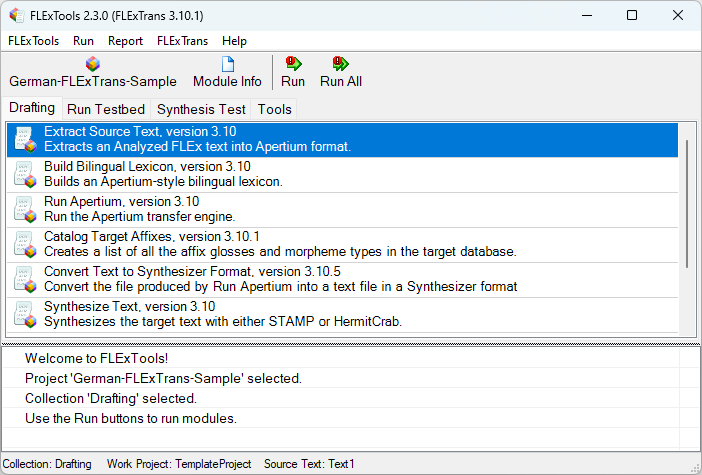 FLExTools 2.3.0 (FLExTrans 3.10.1)
FLExTools Run Report FLExTrans Help
German-FLExTrans-Sample Module Info Run Run All
Drafting Run Testbed Synthesis Test Tools
Extract Source Text, version 3.10
Extracts an Analyzed FLEx text into Apertium format.
Build Bilingual Lexicon, version 3.10
Builds an Apertium-style bilingual lexicon.
Run Apertium, version 3.10
Run the Apertium transfer engine.
Catalog Target Affixes, version 3.10.1
Creates a list of all the affix glosses and morpheme types in the target database.
Convert Text to Synthesizer Format, version 3.10.5
Convert the file produced by Run Apertium into a text file in a Synthesizer format
Synthesize Text, version 3.10
Synthesizes the target text with either STAMP or HermitCrab.
Welcome to FLExTools!
Project 'German-FLExTrans-Sample' selected.
Collection 'Drafting' selected.
Use the Run buttons to run modules.
Collection: Drafting Work Project: TemplateProject Source Text: Text1